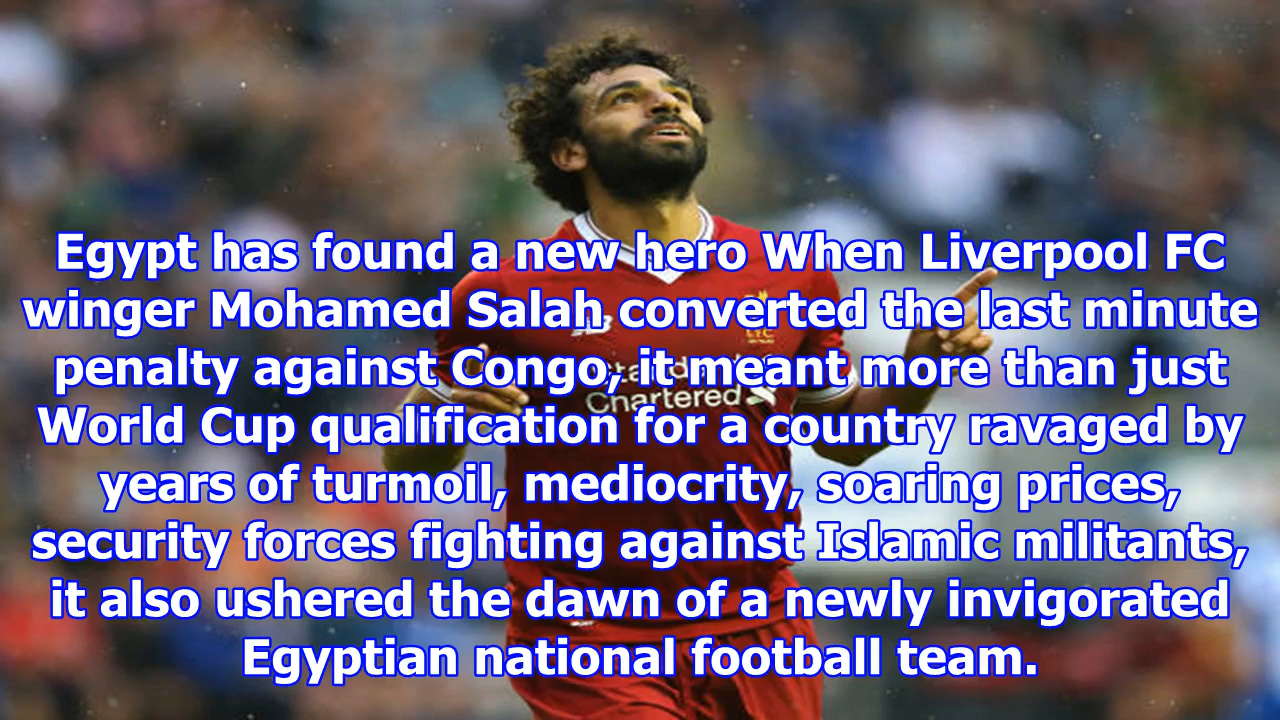 Egypt has found a new hero When Liverpool FC
winger Mohamed Salah converted the last minute
penalty against Congo, it meant more than just
World Cup qualification for a country ravaged by
years of turmoil, mediocrity, soaring prices,
security forces fighting against Islamic militants,
it also ushered the dawn of a newly invigorated
Egyptian national football team.
Chartered